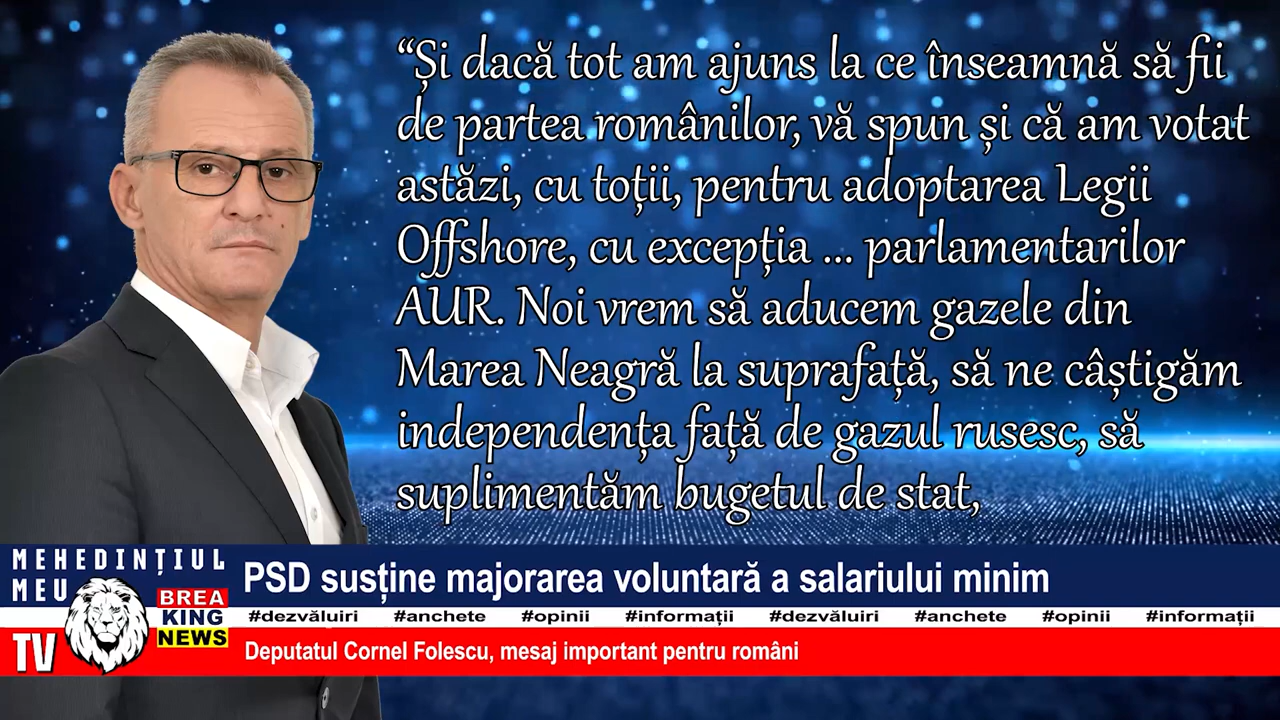 “Și dacă tot am ajuns la ce înseamnă să fii
de partea românilor, vă spun și că am votat
astăzi, cu toții, pentru adoptarea Legii
Offshore, cu excepția ... parlamentarilor
AUR. Noi vrem să aducem gazele din
Marea Neagră la suprafață, să ne câștigăm
independența față de gazul rusesc, să
suplimentăm bugetul de stat,
MEHEDINȚIUL
MEU
TV
BREA
KING
NEWS
PSD susține majorarea voluntară a salariului minim
#dezvăluiri #anchete #opinii #informații #dezvăluiri #anchete #opinii #informații
Deputatul Cornel Folescu, mesaj important pentru români